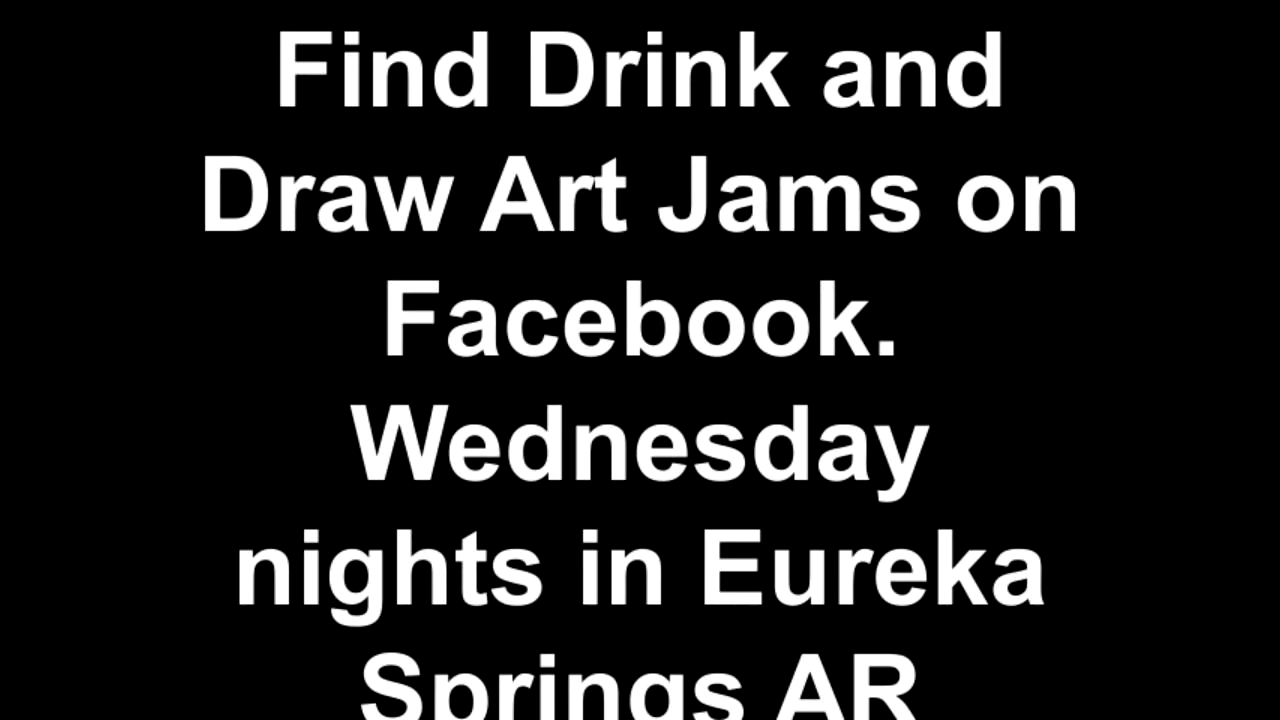 Find Drink and
Draw Art Jams on
Facebook.
Wednesday
nights in Eureka
Springs AR